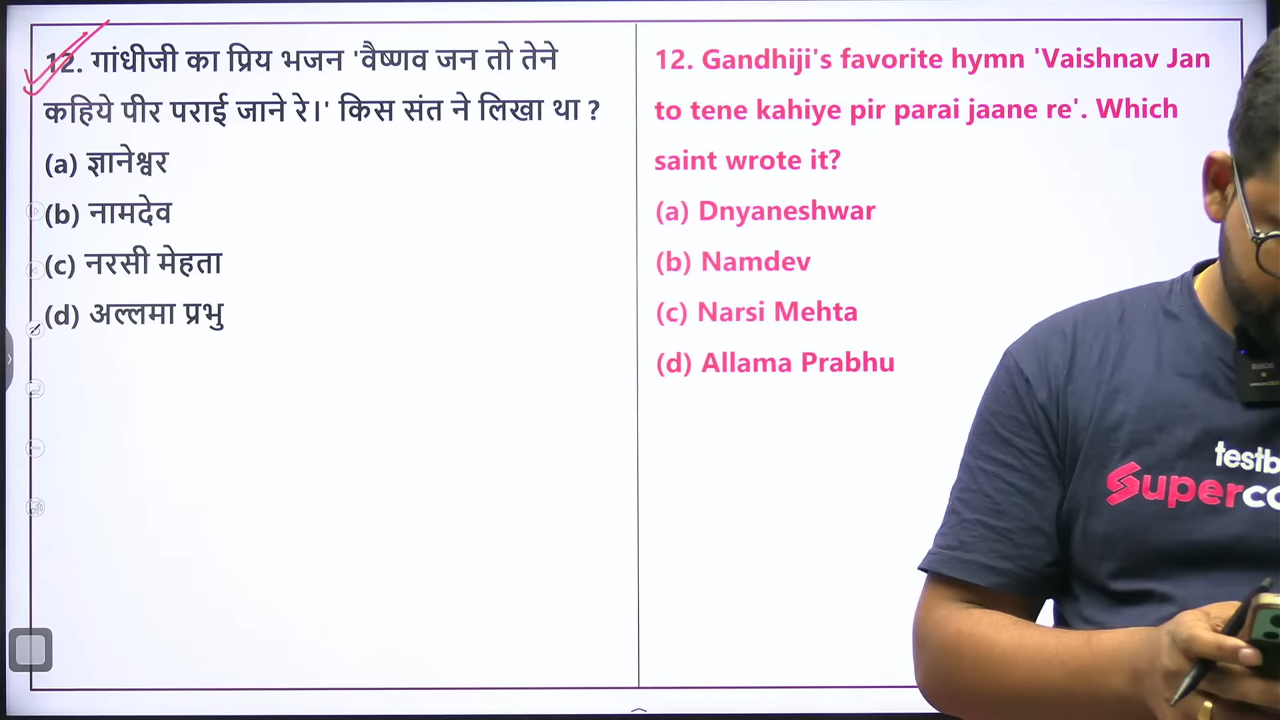 12. गांधीजी का प्रिय भजन 'वैष्णव जन तो तेने
कहिये पीर पराई जाने रे।' किस संत ने लिखा था ?
(a) ज्ञानेश्वर
(b) नामदेव
(c) नरसी मेहता
(d) अल्लमा प्रभु
12. Gandhiji's favorite hymn 'Vaishnav Jan
to tene kahiye pir parai jaane re'. Which
saint wrote it?
(a) Dnyaneshwar
(b) Namdev
(c) Narsi Mehta
(d) Allama Prabhu
testb
Superco